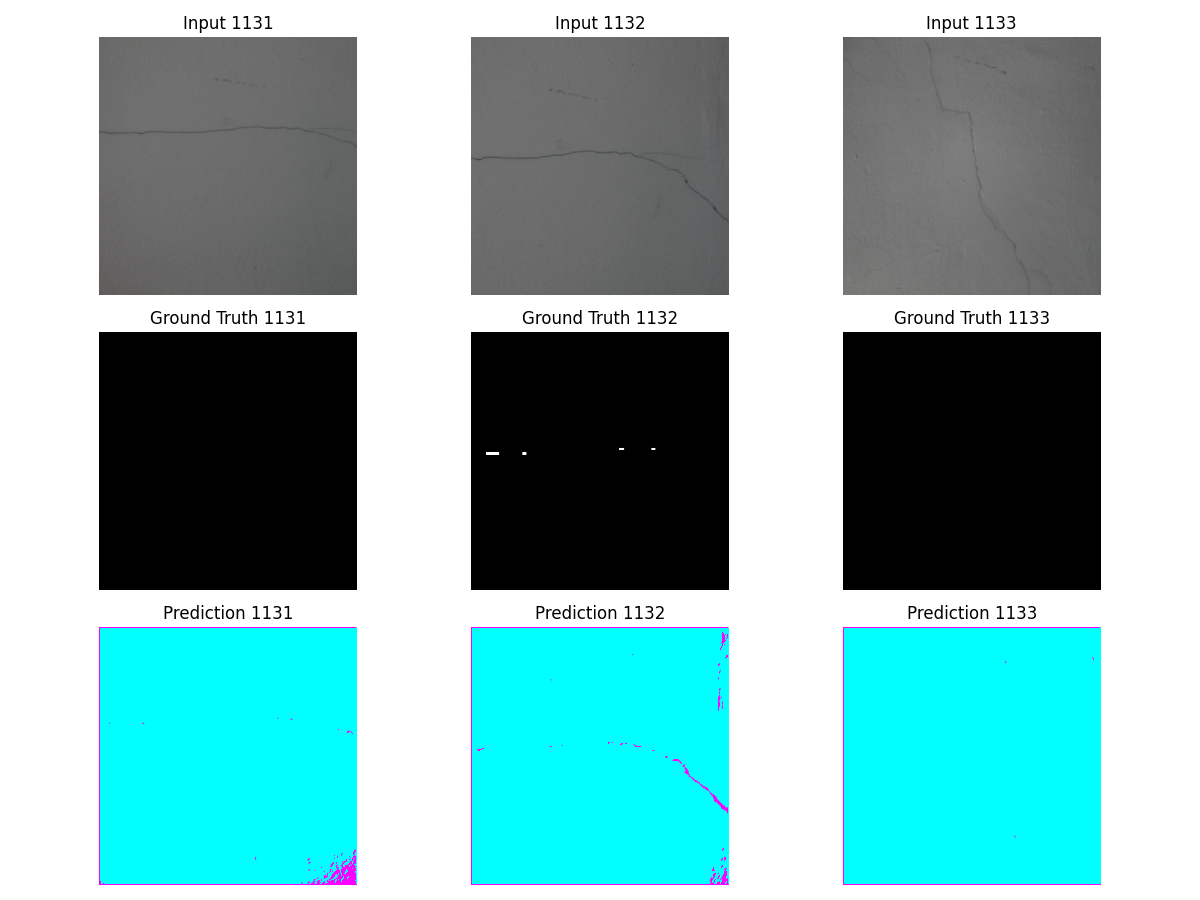 Input 1131
Input 1132
Input 1133
Ground Truth 1131
Ground Truth 1132
Ground Truth 1133
Prediction 1131
Prediction 1132
Prediction 1133